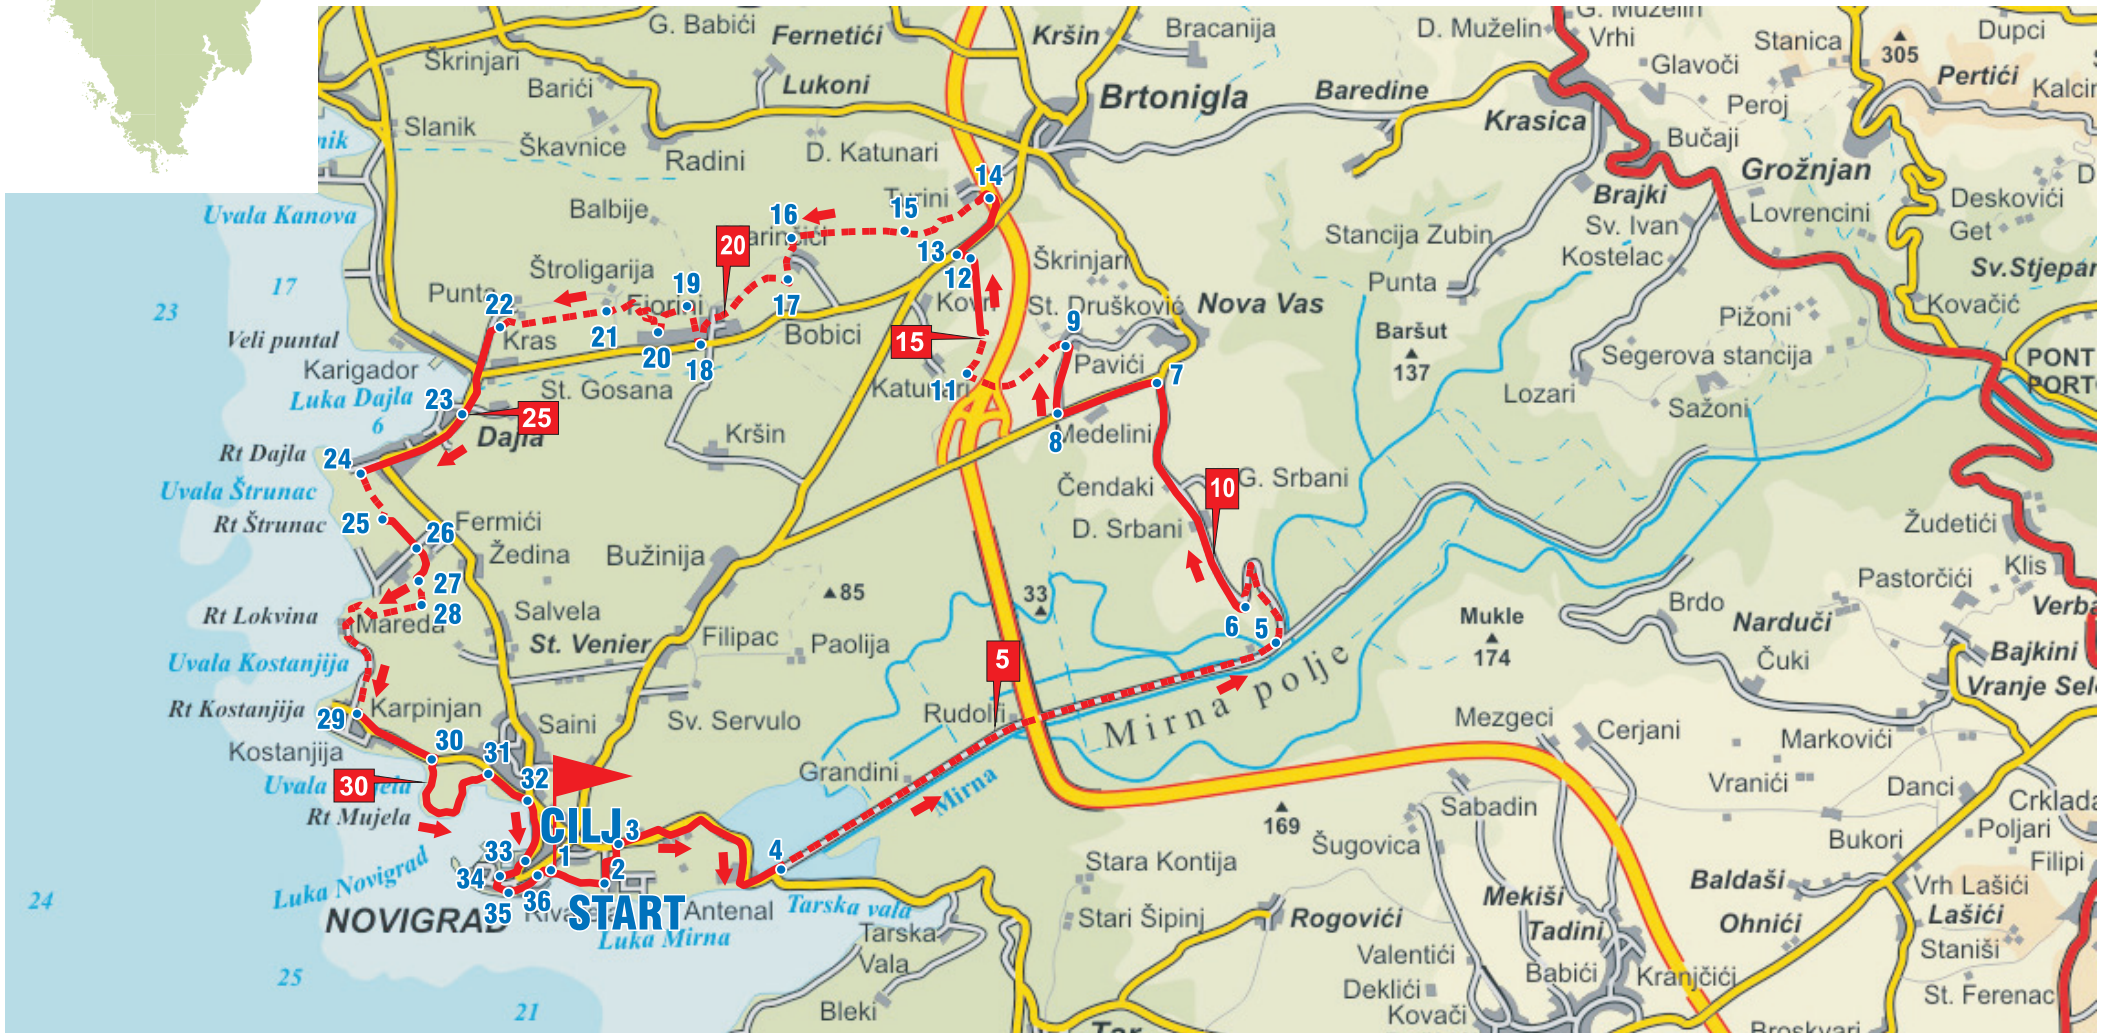 G. Babići
Fernetići
Kršin
Bracanija
D. Muželin
G. Muzelin
Vrhi
Stanica
305
Dupci
Škrinjari
Barići
Lukoni
Brtonigla
Baredine
Glavoči
Pertići
Peroj
Krasica
Slanik
Škavnice
Radini
D. Katunari
Bučaji
Grožnjan
Turini
14
Brajki
Deskovići
Uvala Kanova
Balbije
16
15
Lovrencini
Sv. Ivan
Get
20
13
12
Stancija Zubin
Kostelac
Sv.Stjepan
17
Štroligarija
19
Škrinjari
Punta
Punta
22
Fiorini
17
St. Drušković
Nova Vas
Kovačić
23
21
20
18
Bobici
15
9
Baršut
137
Pižoni
Veli puntal
Kras
Karigador
St. Gosana
Katunari
11
Pavići
7
Segerova stancija
Luka Dajla
6
23
25
Dajla
8
Medelini
Lozari
Sažoni
Rt Dajla
24
Kršin
Uvala Štrunac
Čendaki
10
G. Srbani
Rt Štrunac
25
26
Fermići
Žedina
Bužinija
D. Srbani
Žudetići
27
28
85
33
Klis
Pastorčići
Rt Lokvina
Mareda
Salvela
St. Venier
Filipac
Paolija
6
5
Mukle
174
Brdo
Narduči
Čuki
Bajkini
Uvala Kostanjija
5
Rt Kostanjija
29
Karpinjan
Saini
Sv. Servulo
Rudolfi
Mirna polje
Mezgeci
Cerjani
Markovići
Kostanjija
30
31
Grandini
Vranići
Danci
30
Uvala
32
Mirna
Sabadin
Rt Mujela
169
Šugovica
Bukori
Poljari
CILJ
3
33
1
2
4
Stara Kontija
Filipi
Luka Novigrad
34
35
36
START
Baldaši
Vrh Lašići
24
NOVIGRAD
Antenal
Tarska vala
Stari Šipinj
Rogovići
Mekiši
Ohnići
Lašići
Luka Mirna
Tarska
Vala
Tadini
Staniši
25
Valentići
Babići
Kranjčići
Deklići
St. Ferenac
21
Bleki
Kovači
Tar